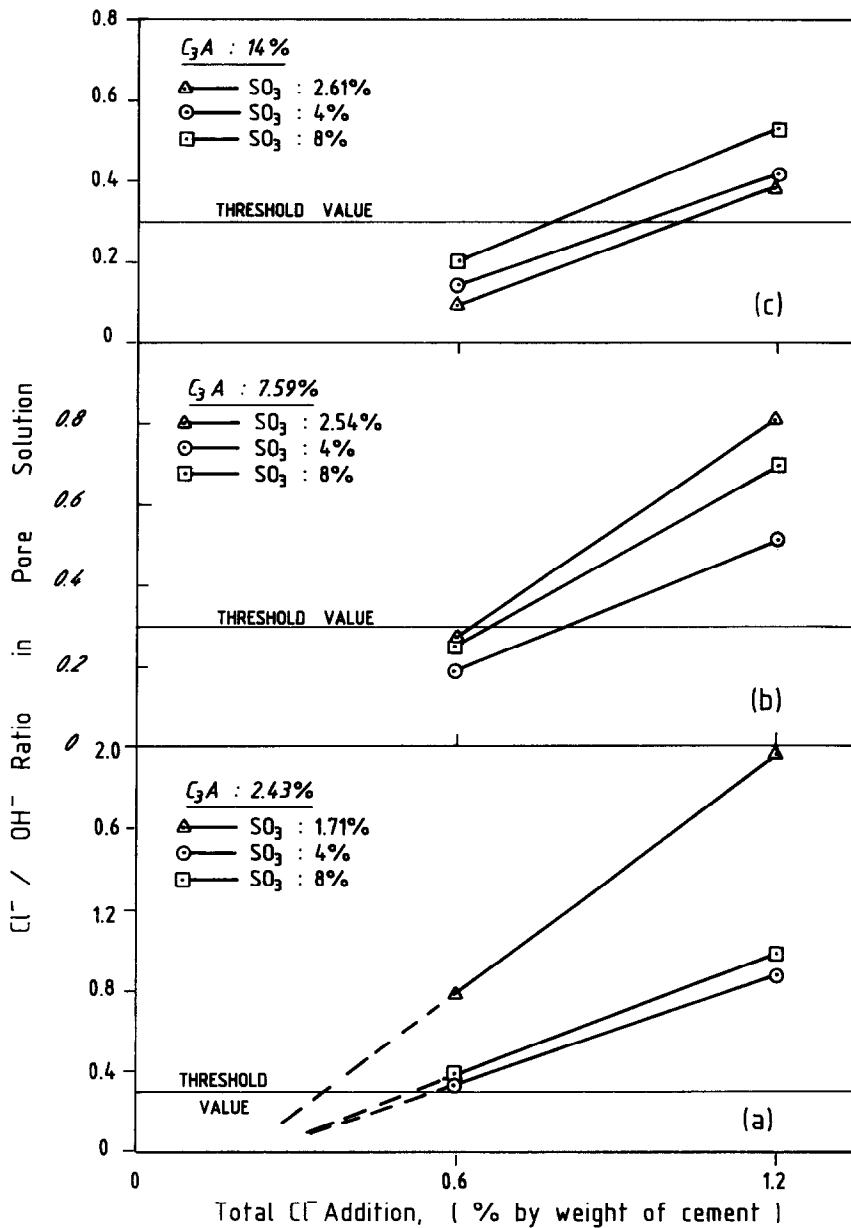 0.8
C₃A : 14%
SO₃ : 2.61%
SO₃ : 4%
SO₃ : 8%
0.6
0.4
THRESHOLD VALUE
0.2
(c)
0
C₃A : 7.59%
SO₃ : 2.54%
SO₃ : 4%
SO₃ : 8%
0.8
0.6
0.4
THRESHOLD VALUE
0.2
(b)
0
2.0
C₃A : 2.43%
SO₃ : 1.71%
SO₃ : 4%
SO₃ : 8%
0.6
1.2
0.8
0.4
THRESHOLD
VALUE
(a)
0
0 0.6 1.2
Total Cl⁻ Addition, ( % by weight of cement )
Cl⁻ / OH⁻ Ratio in Pore Solution